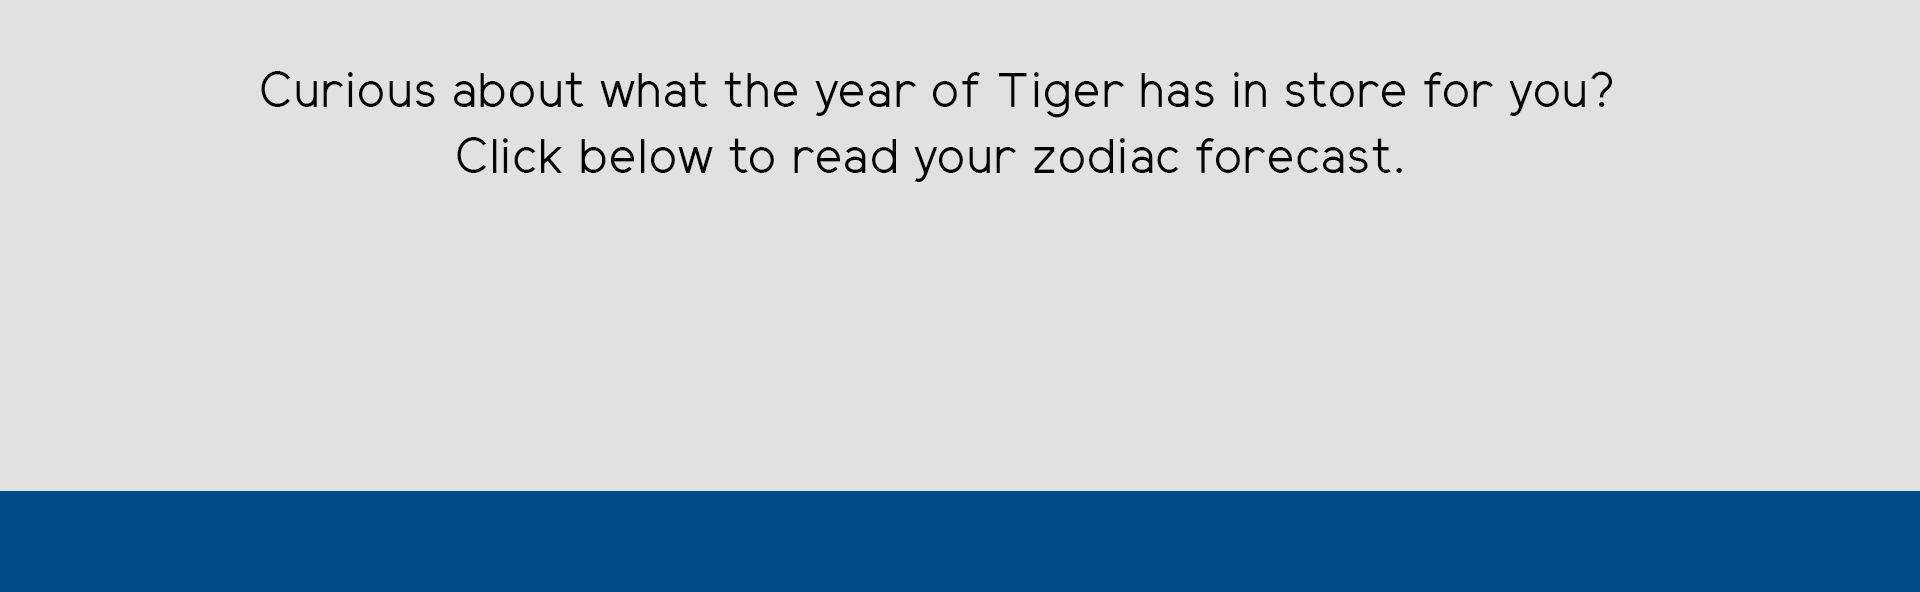 Curious about what the year of Tiger has in store for you?
Click below to read your zodiac forecast.